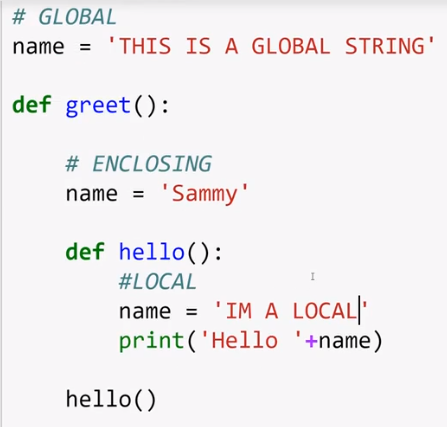 # GLOBAL
name = 'THIS IS A GLOBAL STRING'
def greet():
# ENCLOSING
name = 'Sammy'
def hello():
#LOCAL
name = 'IM A LOCAL'
print('Hello '+name)
hello()